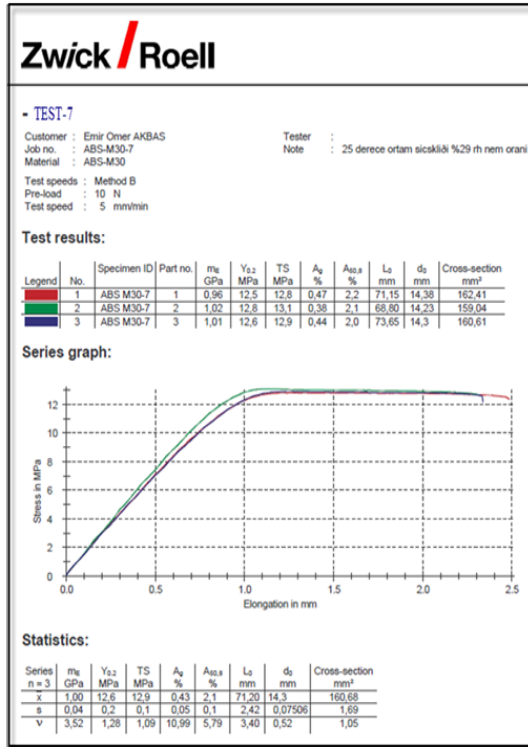 Zwick / Roell
- TEST-7
Customer : Emir Omer AKBAS Tester :
Job no. : ABS-M30-7 Note : 25 derece ortam sicskliği %29 rh nem orani
Material : ABS-M30
Test speeds : Method B
Pre-load : 10 N
Test speed : 5 mm/min
Test results:
Legend No. Specimen ID Part no. mE GPa Y0.2 MPa TS MPa Ag % A60,8 % L0 mm d0 mm Cross-section mm²
1 ABS M30-7 1 0,96 12,5 12,8 0,47 2,2 71,15 14,38 162,41
2 ABS M30-7 2 1,02 12,8 13,1 0,38 2,1 68,80 14,23 159,04
3 ABS M30-7 3 1,01 12,6 12,9 0,44 2,0 73,65 14,3 160,61
Series graph:
Stress in MPa
12
10
8
6
4
2
0
0.0 0.5 1.0 1.5 2.0 2.5
Elongation in mm
Statistics:
Series n = 3 mE GPa Y0.2 MPa TS MPa Ag % A60,8 % L0 mm d0 mm Cross-section mm²
x̄ 1,00 12,6 12,9 0,43 2,1 71,20 14,3 160,68
s 0,04 0,2 0,1 0,05 0,1 2,42 0,07506 1,69
ν 3,52 1,28 1,09 10,99 5,79 3,40 0,52 1,05